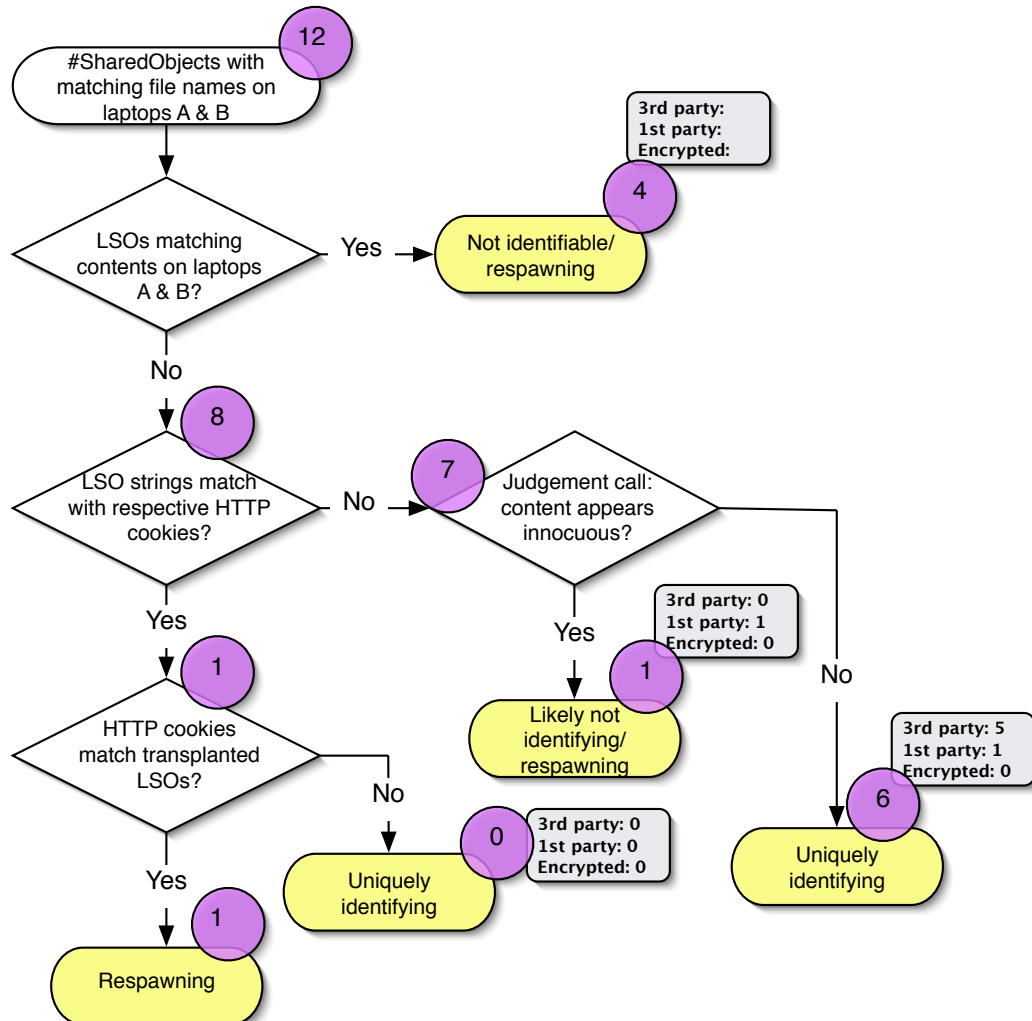 12
#SharedObjects with
matching file names on
laptops A & B
3rd party:
1st party:
Encrypted:
4
Not identifiable/
respawning
Yes
LSOs matching
contents on laptops
A & B?
No
8
LSO strings match
with respective HTTP
cookies?
No
7
Judgement call:
content appears
innocuous?
Yes
3rd party: 0
1st party: 1
Encrypted: 0
1
Likely not
identifying/
respawning
No
3rd party: 5
1st party: 1
Encrypted: 0
6
Uniquely
identifying
Yes
1
HTTP cookies
match transplanted
LSOs?
No
0
3rd party: 0
1st party: 0
Encrypted: 0
Uniquely
identifying
Yes
1
Respawning